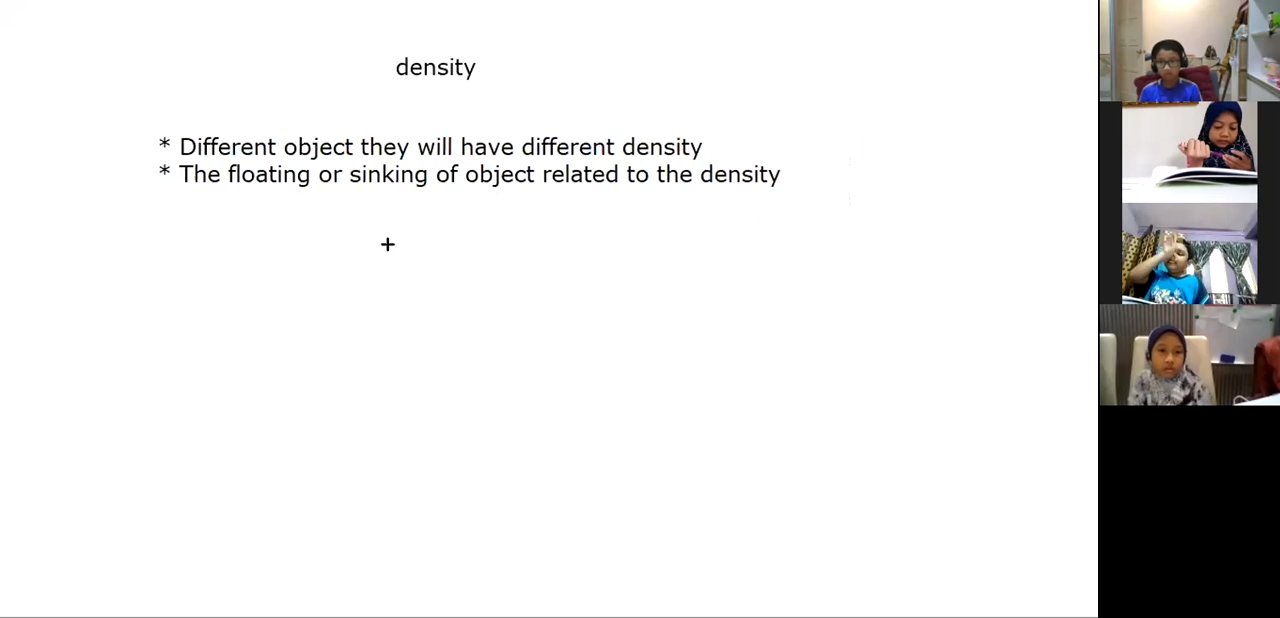 density
* Different object they will have different density
* The floating or sinking of object related to the density